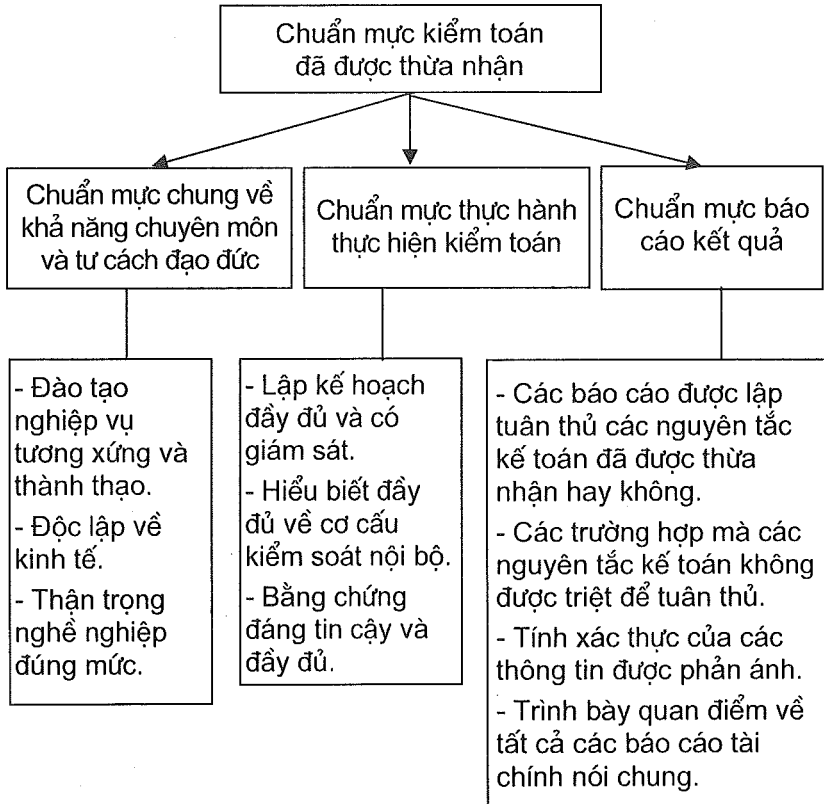 Chuẩn mực kiểm toán
đã được thừa nhận
Chuẩn mực chung về
khả năng chuyên môn
và tư cách đạo đức
Chuẩn mực thực hành
thực hiện kiểm toán
Chuẩn mực báo
cáo kết quả
- Đào tạo
nghiệp vụ
tương xứng và
thành thạo.
- Độc lập về
kinh tế.
- Thận trọng
nghề nghiệp
đúng mức.
- Lập kế hoạch
đầy đủ và có
giám sát.
- Hiểu biết đầy
đủ về cơ cấu
kiểm soát nội bộ.
- Bằng chứng
đáng tin cậy và
đầy đủ.
- Các báo cáo được lập
tuân thủ các nguyên tắc
kế toán đã được thừa
nhận hay không.
- Các trường hợp mà các
nguyên tắc kế toán không
được triệt để tuân thủ.
- Tính xác thực của các
thông tin được phản ánh.
- Trình bày quan điểm về
tất cả các báo cáo tài
chính nói chung.